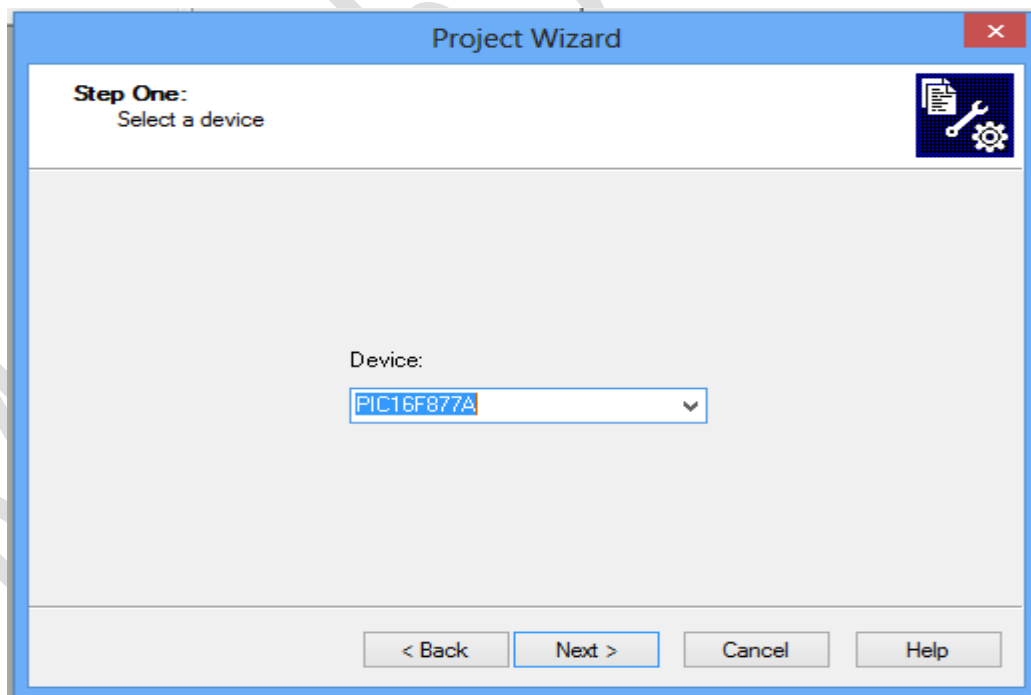 Project Wizard
Step One:
Select a device
Device:
PIC16F877A
< Back Next > Cancel Help